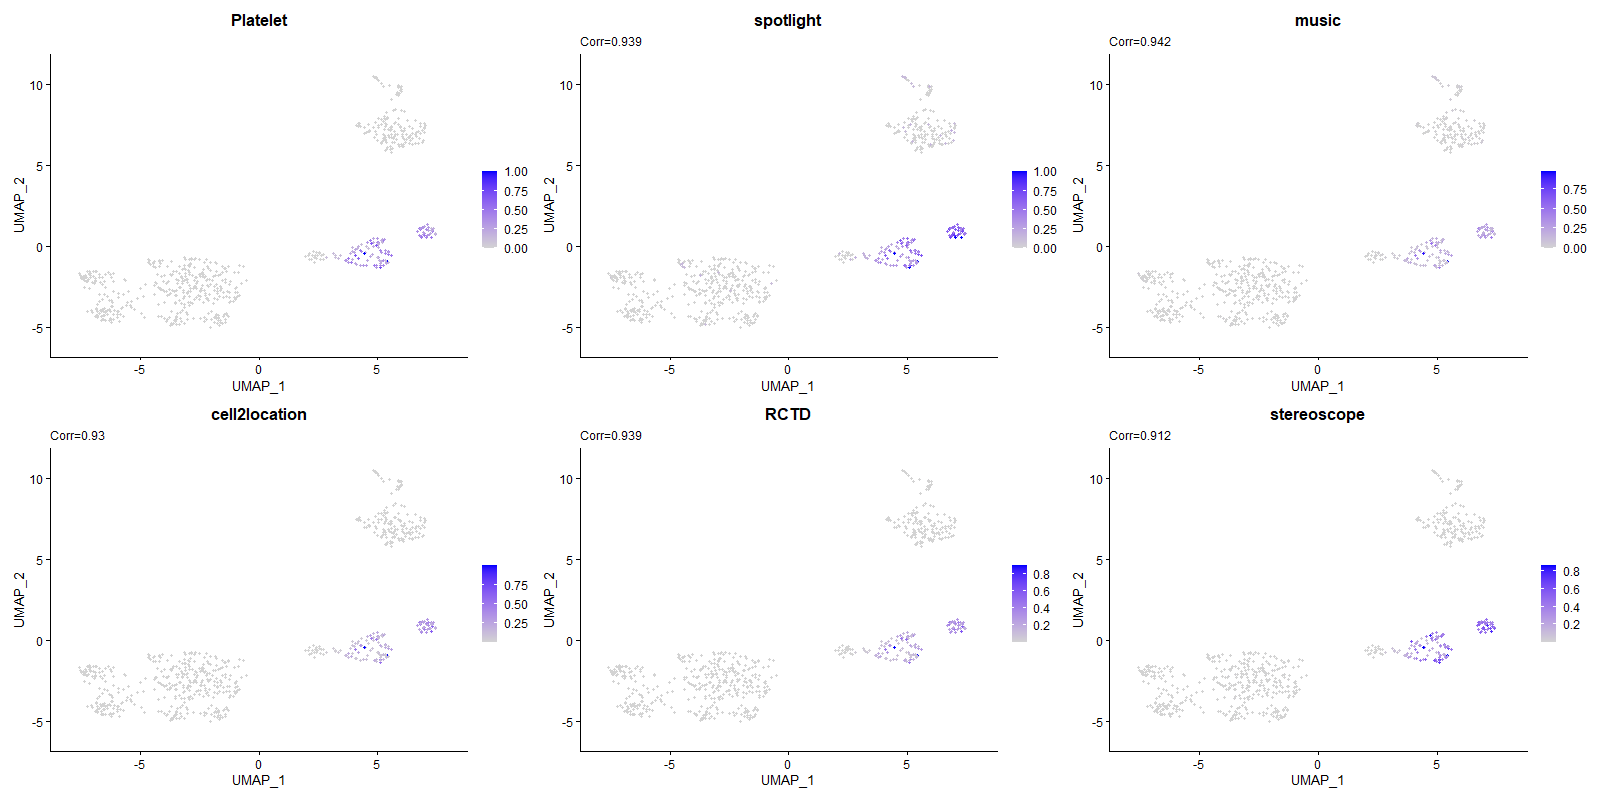 Platelet
UMAP_2
10
5
0
-5
-5
0
5
UMAP_1
1.00
0.75
0.50
0.25
0.00
spotlight
Corr=0.939
UMAP_2
10
5
0
-5
-5
0
5
UMAP_1
1.00
0.75
0.50
0.25
0.00
music
Corr=0.942
UMAP_2
10
5
0
-5
-5
0
5
UMAP_1
0.75
0.50
0.25
0.00
cell2location
Corr=0.93
UMAP_2
10
5
0
-5
-5
0
5
UMAP_1
0.75
0.50
0.25
RCTD
Corr=0.939
UMAP_2
10
5
0
-5
-5
0
5
UMAP_1
0.8
0.6
0.4
0.2
stereoscope
Corr=0.912
UMAP_2
10
5
0
-5
-5
0
5
UMAP_1
0.8
0.6
0.4
0.2